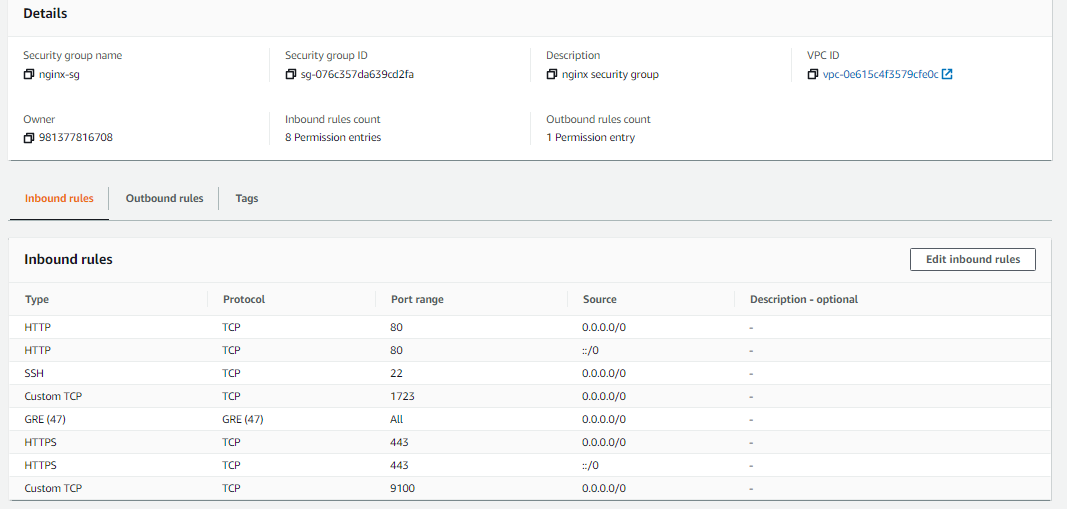 Details
Security group name Security group ID Description VPC ID
nginx-sg sg-076c357da639cd2fa nginx security group vpc-0e615c4f3579cfe0c
Owner Inbound rules count Outbound rules count
981377816708 8 Permission entries 1 Permission entry
Inbound rules Outbound rules Tags
Inbound rules Edit inbound rules
Type Protocol Port range Source Description - optional
HTTP TCP 80 0.0.0.0/0 -
HTTP TCP 80 ::/0 -
SSH TCP 22 0.0.0.0/0 -
Custom TCP TCP 1723 0.0.0.0/0 -
GRE (47) GRE (47) All 0.0.0.0/0 -
HTTPS TCP 443 0.0.0.0/0 -
HTTPS TCP 443 ::/0 -
Custom TCP TCP 9100 0.0.0.0/0 -